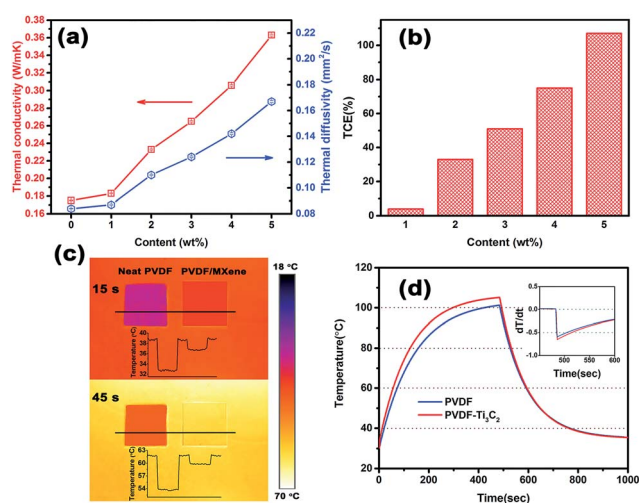 (a)
Thermal conductivity (W/mK)
0.38
0.36
0.34
0.32
0.30
0.28
0.26
0.24
0.22
0.20
0.18
0.16
0.22
0.20
0.18
0.16
0.14
0.12
0.10
0.08
Thermal diffusivity (mm²/s)
0 1 2 3 4 5
Content (wt%)
(b)
TCE(%)
100
80
60
40
20
0
1 2 3 4 5
Content (wt%)
(c)
Neat PVDF PVDF/MXene
15 s
Temperature (°C)
40
38
36
34
32
45 s
Temperature (°C)
63
60
57
54
18 °C
70 °C
(d)
Temperature(°C)
120
100
80
60
40
20
0 200 400 600 800 1000
Time(sec)
PVDF
PVDF-Ti₃C₂
dT/dt
0.5
0.0
-0.5
-1.0
500 550 600
Time(sec)